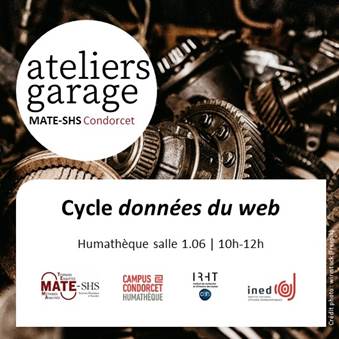 ateliers
garage
MATE-SHS Condorcet
Cycle données du web
Humathèque salle 1.06 | 10h-12h
MATE-SHS
CAMPUS
CONDORCET
HUMATHÈQUE
IRHT
cnrs
ined